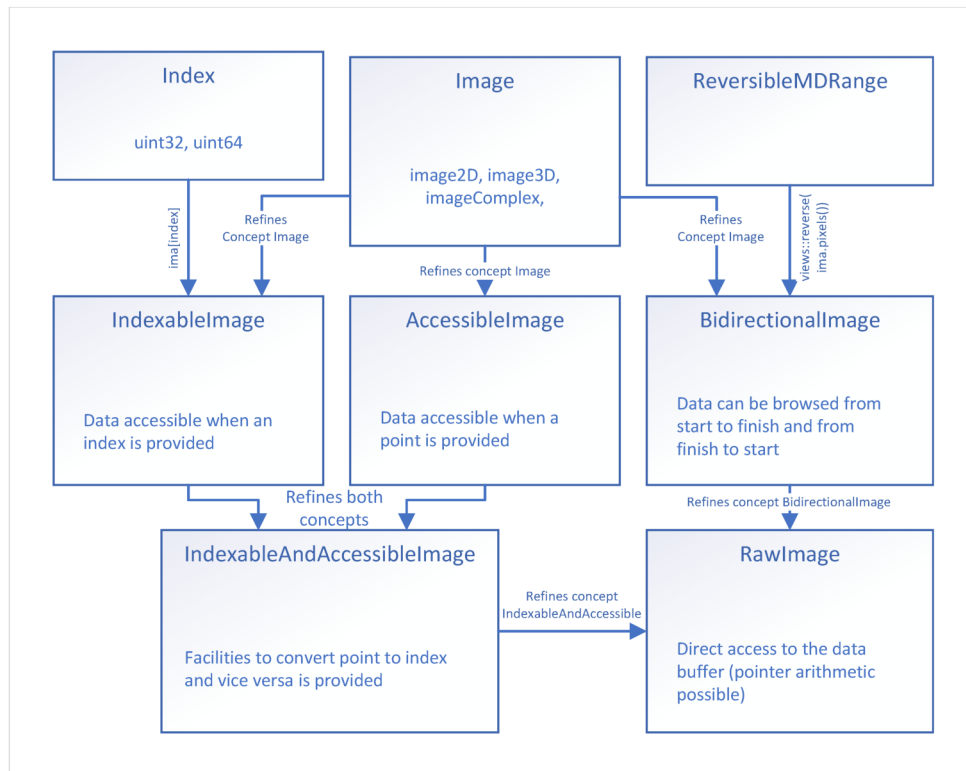 Index
uint32, uint64
Image
image2D, image3D,
imageComplex,
ReversibleMDRange
ima[index]
Refines
Concept Image
Refines concept Image
Refines
Concept Image
views::reverse(
ima.pixels())
IndexableImage
Data accessible when an
index is provided
AccessibleImage
Data accessible when a
point is provided
BidirectionalImage
Data can be browsed from
start to finish and from
finish to start
Refines both
concepts
Refines concept BidirectionalImage
IndexableAndAccessibleImage
Facilities to convert point to index
and vice versa is provided
Refines concept
IndexableAndAccessible
RawImage
Direct access to the data
buffer (pointer arithmetic
possible)